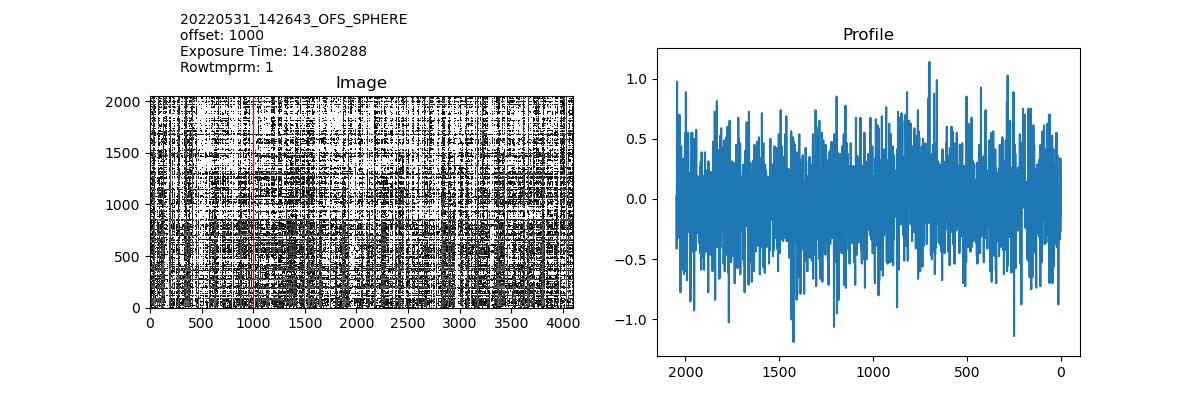 20220531_142643_OFS_SPHERE
offset: 1000
Exposure Time: 14.380288
Rowtmprm: 1
Image
2000
1500
1000
500
0
0 500 1000 1500 2000 2500 3000 3500 4000
Profile
1.0
0.5
0.0
−0.5
−1.0
2000 1500 1000 500 0